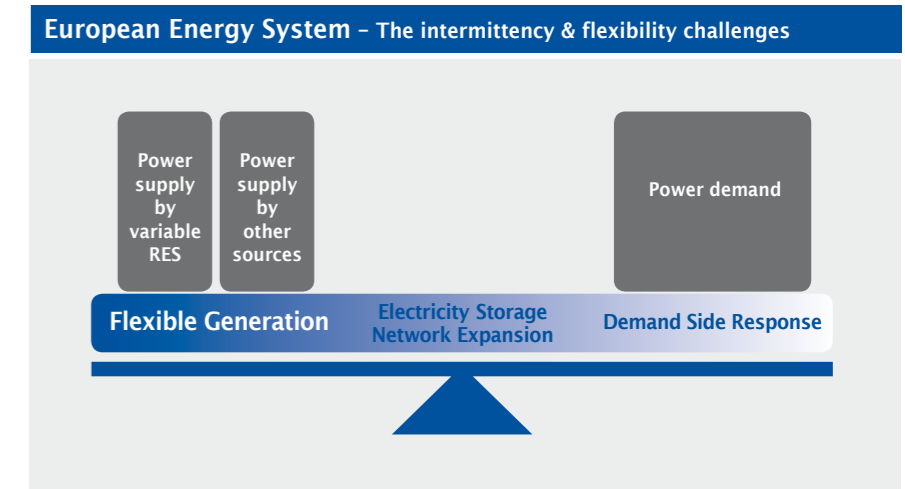 European Energy System – The intermittency & flexibility challenges
Power
supply
by
variable
RES
Power
supply
by
other
sources
Power demand
Flexible Generation
Electricity Storage
Network Expansion
Demand Side Response